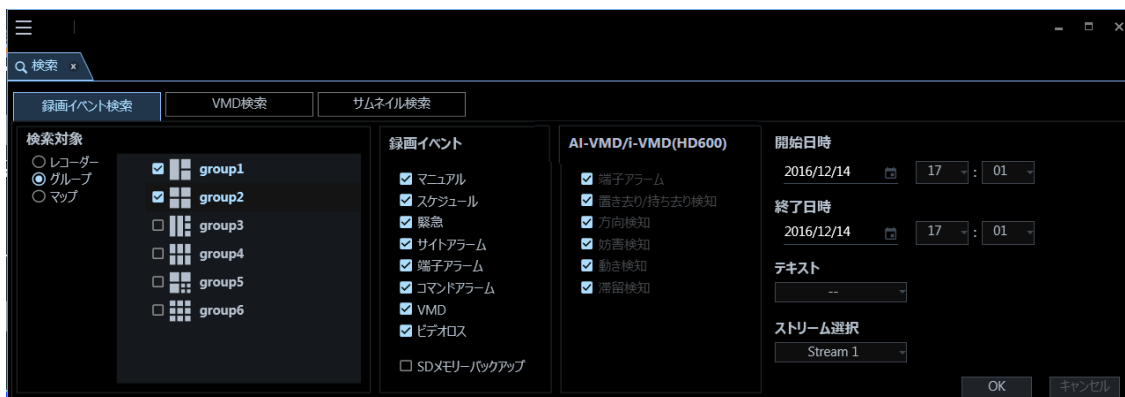 検索
録画イベント検索
VMD検索
サムネイル検索
検索対象
レコーダー
グループ
マップ
group1
group2
group3
group4
group5
group6
録画イベント
マニュアル
スケジュール
緊急
サイトアラーム
端子アラーム
コマンドアラーム
VMD
ビデオロス
SDメモリーバックアップ
AI-VMD/i-VMD(HD600)
端子アラーム
置き去り/持ち去り検知
方向検知
妨害検知
動き検知
滞留検知
開始日時
2016/12/14 17 : 01
終了日時
2016/12/14 17 : 01
テキスト
--
ストリーム選択
Stream 1
OK
キャンセル